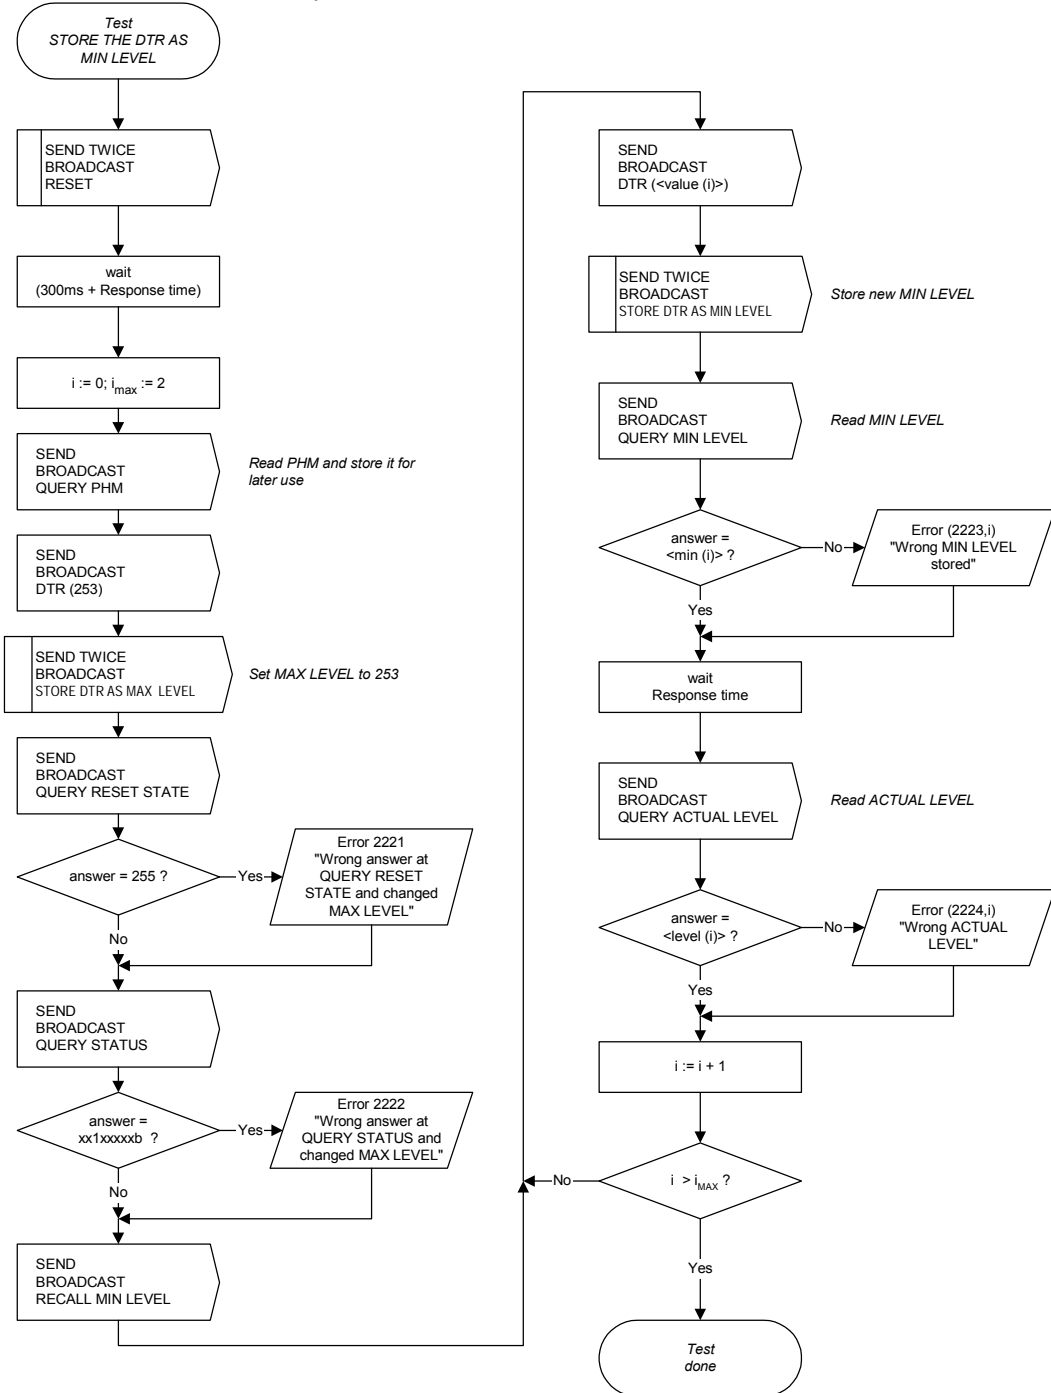 Test
STORE THE DTR AS
MIN LEVEL
SEND TWICE
BROADCAST
RESET
wait
(300ms + Response time)
i := 0; imax := 2
SEND
BROADCAST
QUERY PHM
Read PHM and store it for
later use
SEND
BROADCAST
DTR (253)
SEND TWICE
BROADCAST
STORE DTR AS MAX LEVEL
Set MAX LEVEL to 253
SEND
BROADCAST
QUERY RESET STATE
answer = 255 ?
Yes
Error 2221
"Wrong answer at
QUERY RESET
STATE and changed
MAX LEVEL"
No
SEND
BROADCAST
QUERY STATUS
answer =
xx1xxxxxb ?
Yes
Error 2222
"Wrong answer at
QUERY STATUS and
changed MAX LEVEL"
No
SEND
BROADCAST
RECALL MIN LEVEL
SEND
BROADCAST
DTR (<value (i)>)
SEND TWICE
BROADCAST
STORE DTR AS MIN LEVEL
Store new MIN LEVEL
SEND
BROADCAST
QUERY MIN LEVEL
Read MIN LEVEL
answer =
<min (i)> ?
No
Error (2223,i)
"Wrong MIN LEVEL
stored"
Yes
wait
Response time
SEND
BROADCAST
QUERY ACTUAL LEVEL
Read ACTUAL LEVEL
answer =
<level (i)> ?
No
Error (2224,i)
"Wrong ACTUAL
LEVEL"
Yes
i := i + 1
i > iMAX ?
No
Yes
Test
done